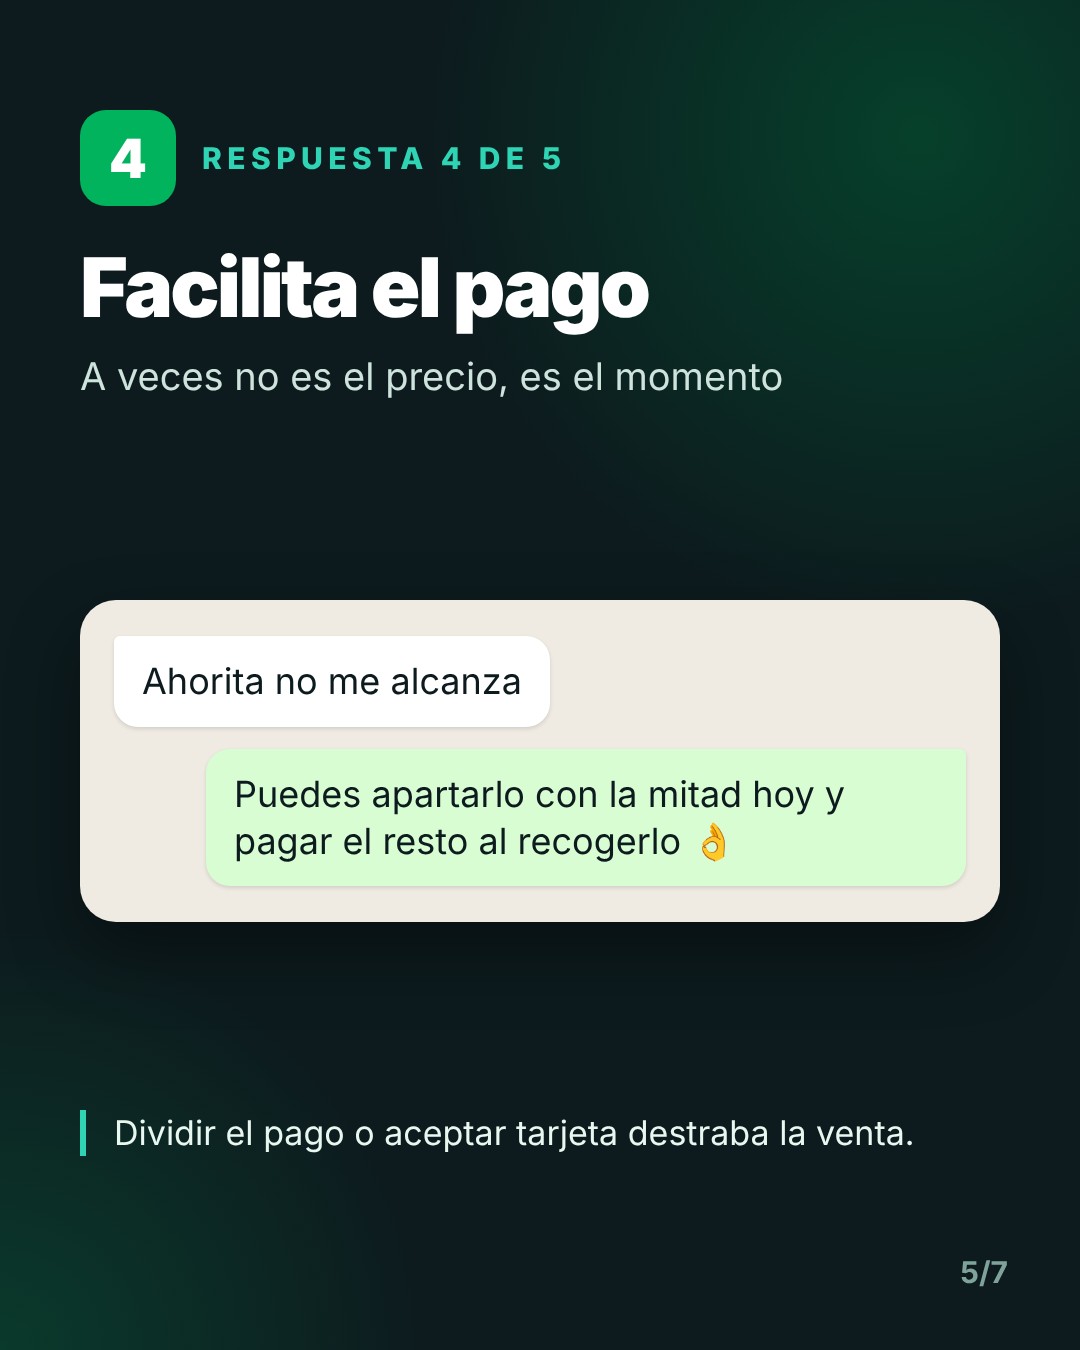 4
RESPUESTA 4 DE 5
Facilita el pago
A veces no es el precio, es el momento
Ahorita no me alcanza
Puedes apartarlo con la mitad hoy y
pagar el resto al recogerlo 👌
Dividir el pago o aceptar tarjeta destraba la venta.
5/7